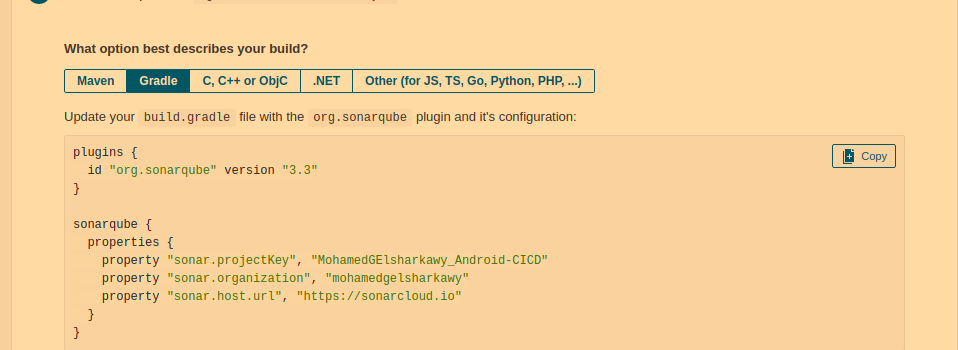 What option best describes your build?
Maven Gradle C, C++ or ObjC .NET Other (for JS, TS, Go, Python, PHP, ...)
Update your build.gradle file with the org.sonarqube plugin and it's configuration:
Copy
plugins {
  id "org.sonarqube" version "3.3"
}

sonarqube {
  properties {
    property "sonar.projectKey", "MohamedGElsharkawy_Android-CICD"
    property "sonar.organization", "mohamedgelsharkawy"
    property "sonar.host.url", "https://sonarcloud.io"
  }
}